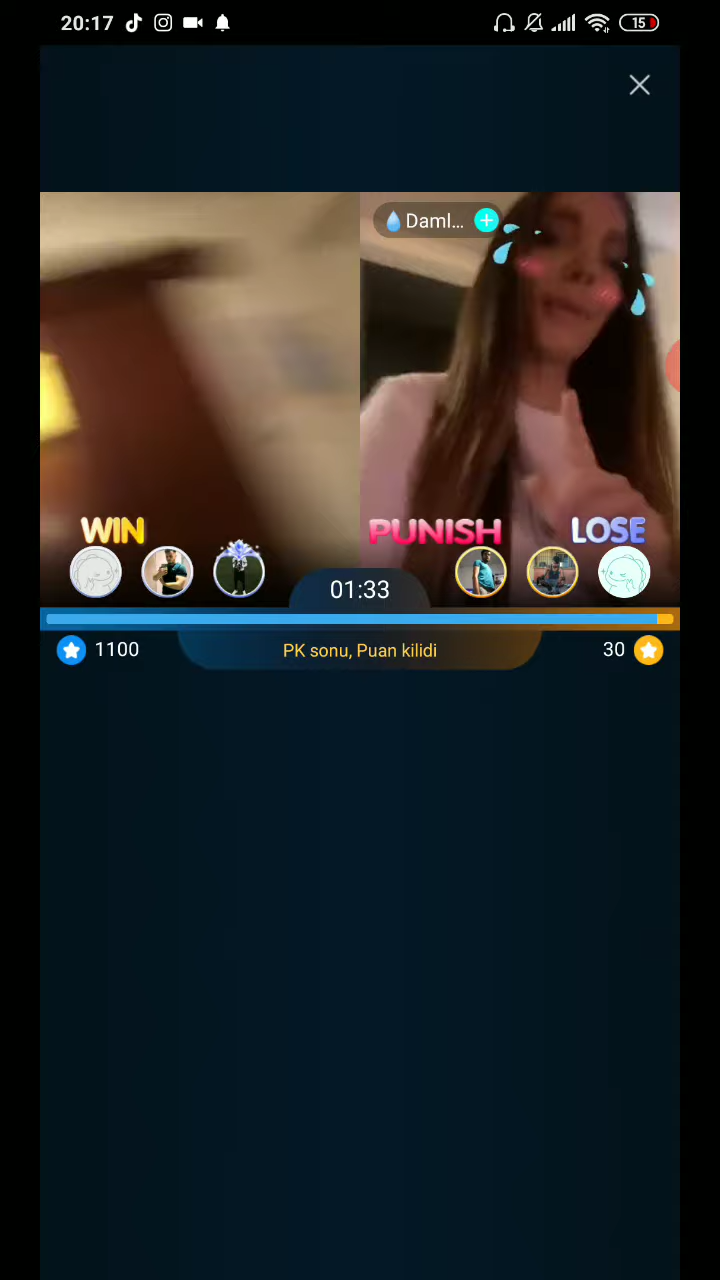 20:17
15
Daml...
WIN
PUNISH
LOSE
01:33
1100
PK sonu, Puan kilidi
30